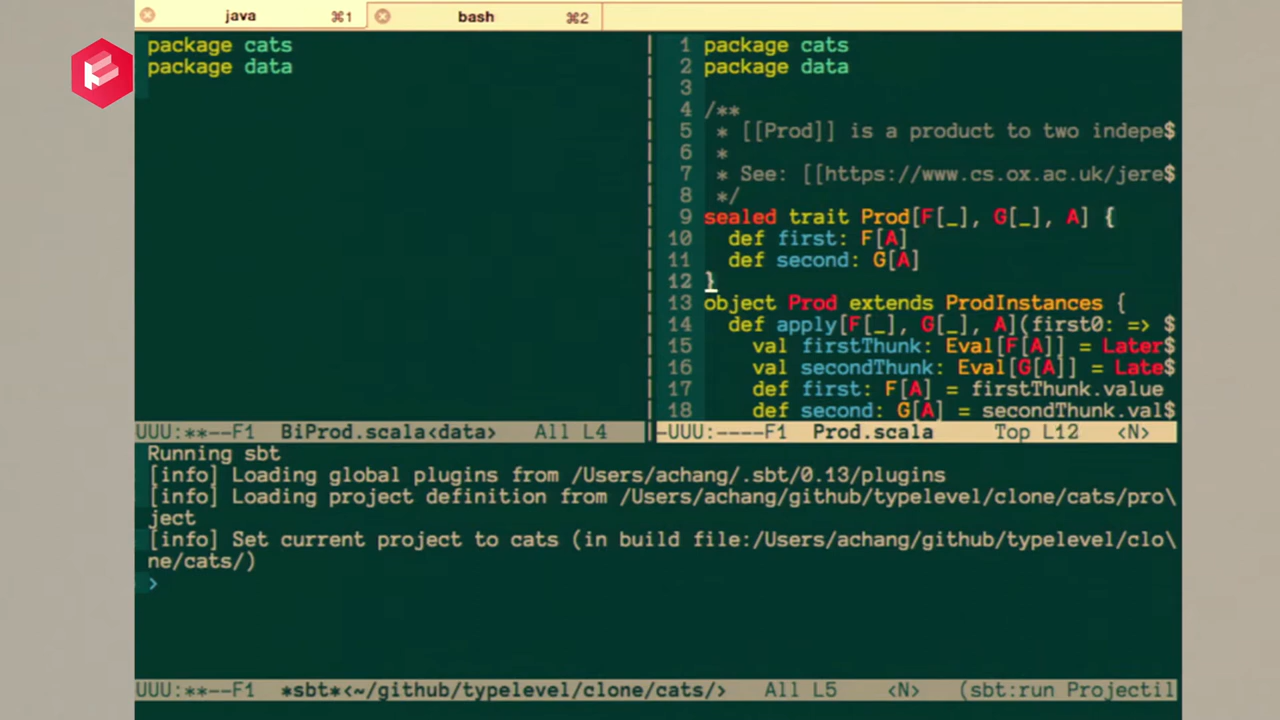 java ⌘1 bash ⌘2
package cats
package data
UUU:**--F1 BiProd.scala<data> All L4
1 package cats
2 package data
3
4 /**
5 * [[Prod]] is a product to two indepe$
6 *
7 * See: [[https://www.cs.ox.ac.uk/jere$
8 */
9 sealed trait Prod[F[_], G[_], A] {
10 def first: F[A]
11 def second: G[A]
12 }
13 object Prod extends ProdInstances {
14 def apply[F[_], G[_], A](first0: => $
15 val firstThunk: Eval[F[A]] = Later$
16 val secondThunk: Eval[G[A]] = Late$
17 def first: F[A] = firstThunk.value
18 def second: G[A] = secondThunk.val$
-UUU:----F1 Prod.scala Top L12 <N>
Running sbt
[info] Loading global plugins from /Users/achang/.sbt/0.13/plugins
[info] Loading project definition from /Users/achang/github/typelevel/clone/cats/pro\
ject
[info] Set current project to cats (in build file:/Users/achang/github/typelevel/clo\
ne/cats/)
>
UUU:**--F1 *sbt*<~/github/typelevel/clone/cats/> All L5 <N> (sbt:run Projectil